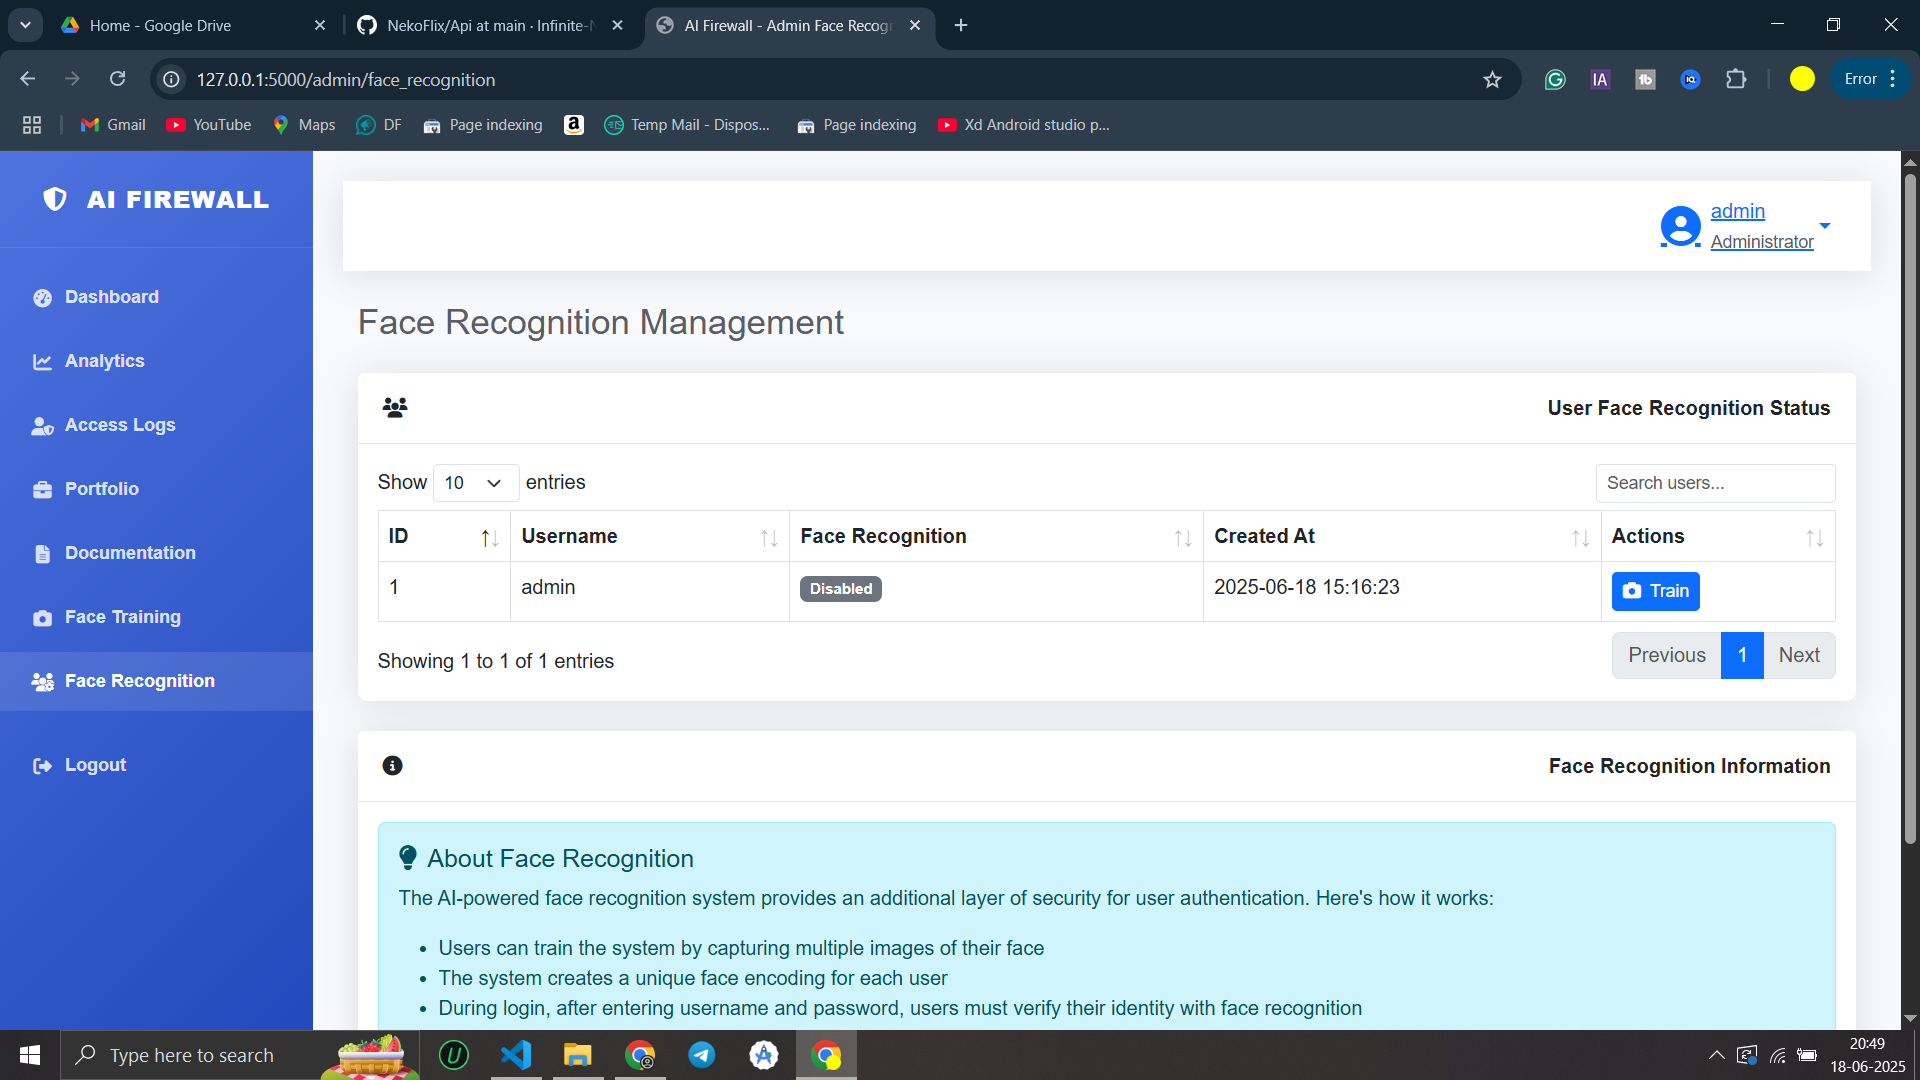 Home - Google Drive
NekoFlix/Api at main · Infinite-N
AI Firewall - Admin Face Recogn
127.0.0.1:5000/admin/face_recognition
Error
Gmail
YouTube
Maps
DF
Page indexing
Temp Mail - Dispos...
Page indexing
Xd Android studio p...
AI FIREWALL
admin
Administrator
Dashboard
Analytics
Access Logs
Portfolio
Documentation
Face Training
Face Recognition
Logout
Face Recognition Management
User Face Recognition Status
Show 10 entries
Search users...
ID Username Face Recognition Created At Actions
1 admin Disabled 2025-06-18 15:16:23 Train
Showing 1 to 1 of 1 entries
Previous 1 Next
Face Recognition Information
About Face Recognition
The AI-powered face recognition system provides an additional layer of security for user authentication. Here's how it works:
• Users can train the system by capturing multiple images of their face
• The system creates a unique face encoding for each user
• During login, after entering username and password, users must verify their identity with face recognition
Type here to search
20:49
18-06-2025